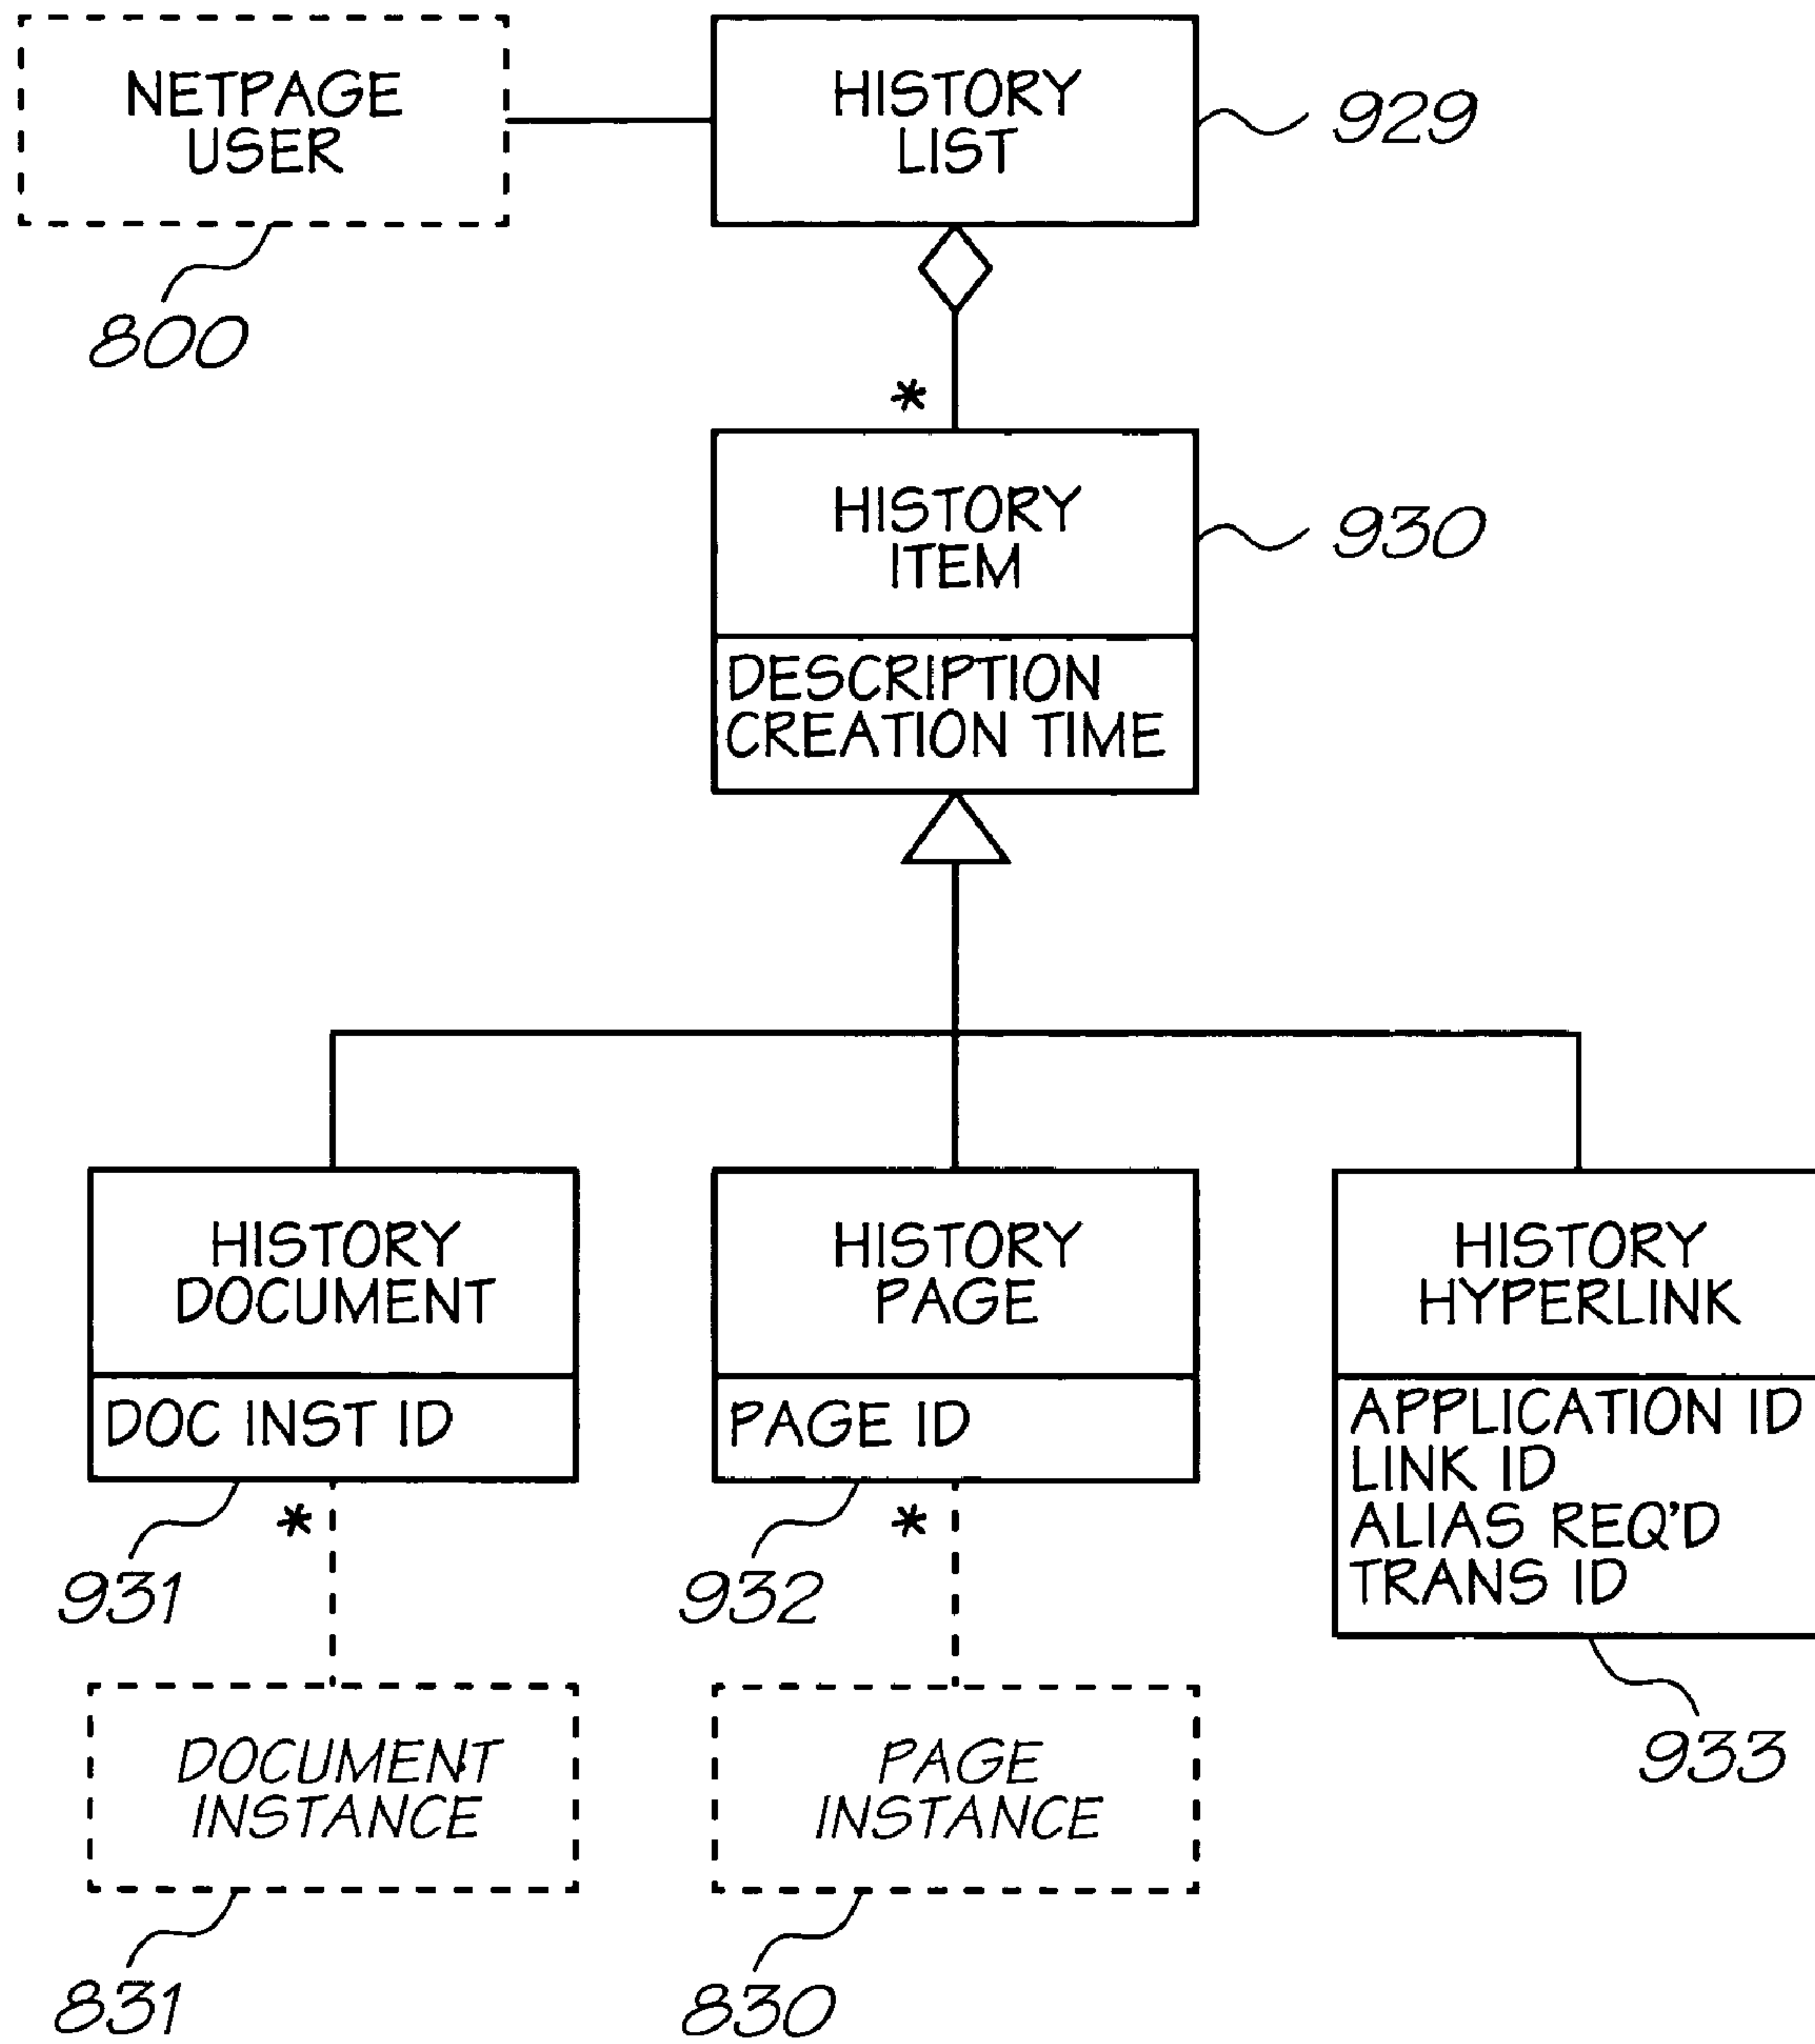 NETPAGE
USER
800
HISTORY
LIST
929
*
HISTORY
ITEM
930
DESCRIPTION
CREATION TIME
HISTORY
DOCUMENT
DOC INST ID
*
931
HISTORY
PAGE
PAGE ID
*
932
HISTORY
HYPERLINK
APPLICATION ID
LINK ID
ALIAS REQ'D
TRANS ID
933
DOCUMENT
INSTANCE
831
PAGE
INSTANCE
830